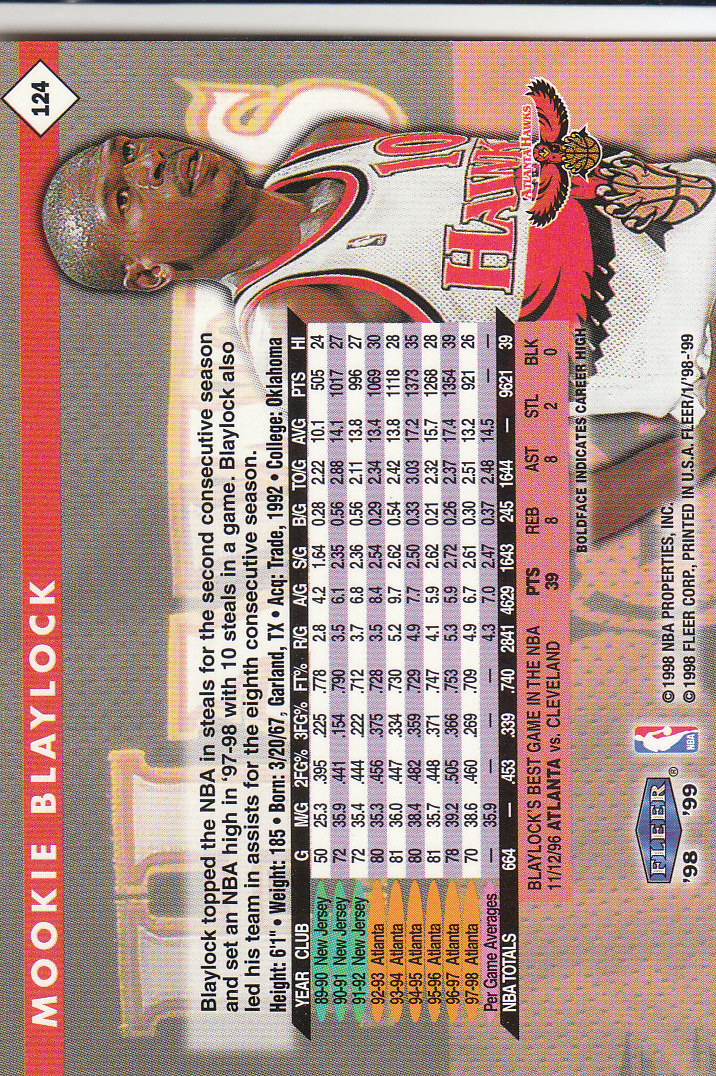 124
MOOKIE BLAYLOCK
Blaylock topped the NBA in steals for the second consecutive season
and set an NBA high in '97-98 with 10 steals in a game. Blaylock also
led his team in assists for the eighth consecutive season.
Height: 6'1" • Weight: 185 • Born: 3/20/67, Garland, TX • Acq: Trade, 1992 • College: Oklahoma
YEAR CLUB G M/G 2FG% 3FG% FT% R/G A/G S/G B/G TO/G AVG PTS HI
89-90 New Jersey 50 25.3 .395 .225 .778 2.8 4.2 1.64 0.28 2.22 10.1 505 24
90-91 New Jersey 72 35.9 .441 .154 .790 3.5 6.1 2.35 0.56 2.88 14.1 1017 27
91-92 New Jersey 72 35.4 .444 .222 .712 3.7 6.8 2.36 0.56 2.11 13.8 996 27
92-93 Atlanta 80 35.3 .456 .375 .728 3.5 8.4 2.54 0.29 2.34 13.4 1069 30
93-94 Atlanta 81 36.0 .447 .334 .730 5.2 9.7 2.62 0.54 2.42 13.8 1118 28
94-95 Atlanta 80 38.4 .482 .359 .729 4.9 7.7 2.50 0.33 3.03 17.2 1373 35
95-96 Atlanta 81 35.7 .448 .371 .747 4.1 5.9 2.62 0.21 2.32 15.7 1268 28
96-97 Atlanta 78 39.2 .505 .366 .753 5.3 5.9 2.72 0.26 2.37 17.4 1354 39
97-98 Atlanta 70 38.6 .460 .269 .709 4.9 6.7 2.61 0.30 2.51 13.2 921 26
Per Game Averages — 35.9 — — — 4.3 7.0 2.47 0.37 2.48 14.5 — —
NBA TOTALS 664 — .453 .339 .740 2841 4629 1643 245 1644 — 9621 39
BLAYLOCK'S BEST GAME IN THE NBA PTS REB AST STL BLK
11/12/96 ATLANTA vs. CLEVELAND 39 8 8 2 0
BOLDFACE INDICATES CAREER HIGH
HAWK
10
ATLANTA HAWKS
FLEER®
'98 '99
NBA
© 1998 NBA PROPERTIES, INC.
© 1998 FLEER CORP., PRINTED IN U.S.A. FLEER/1/'98-'99